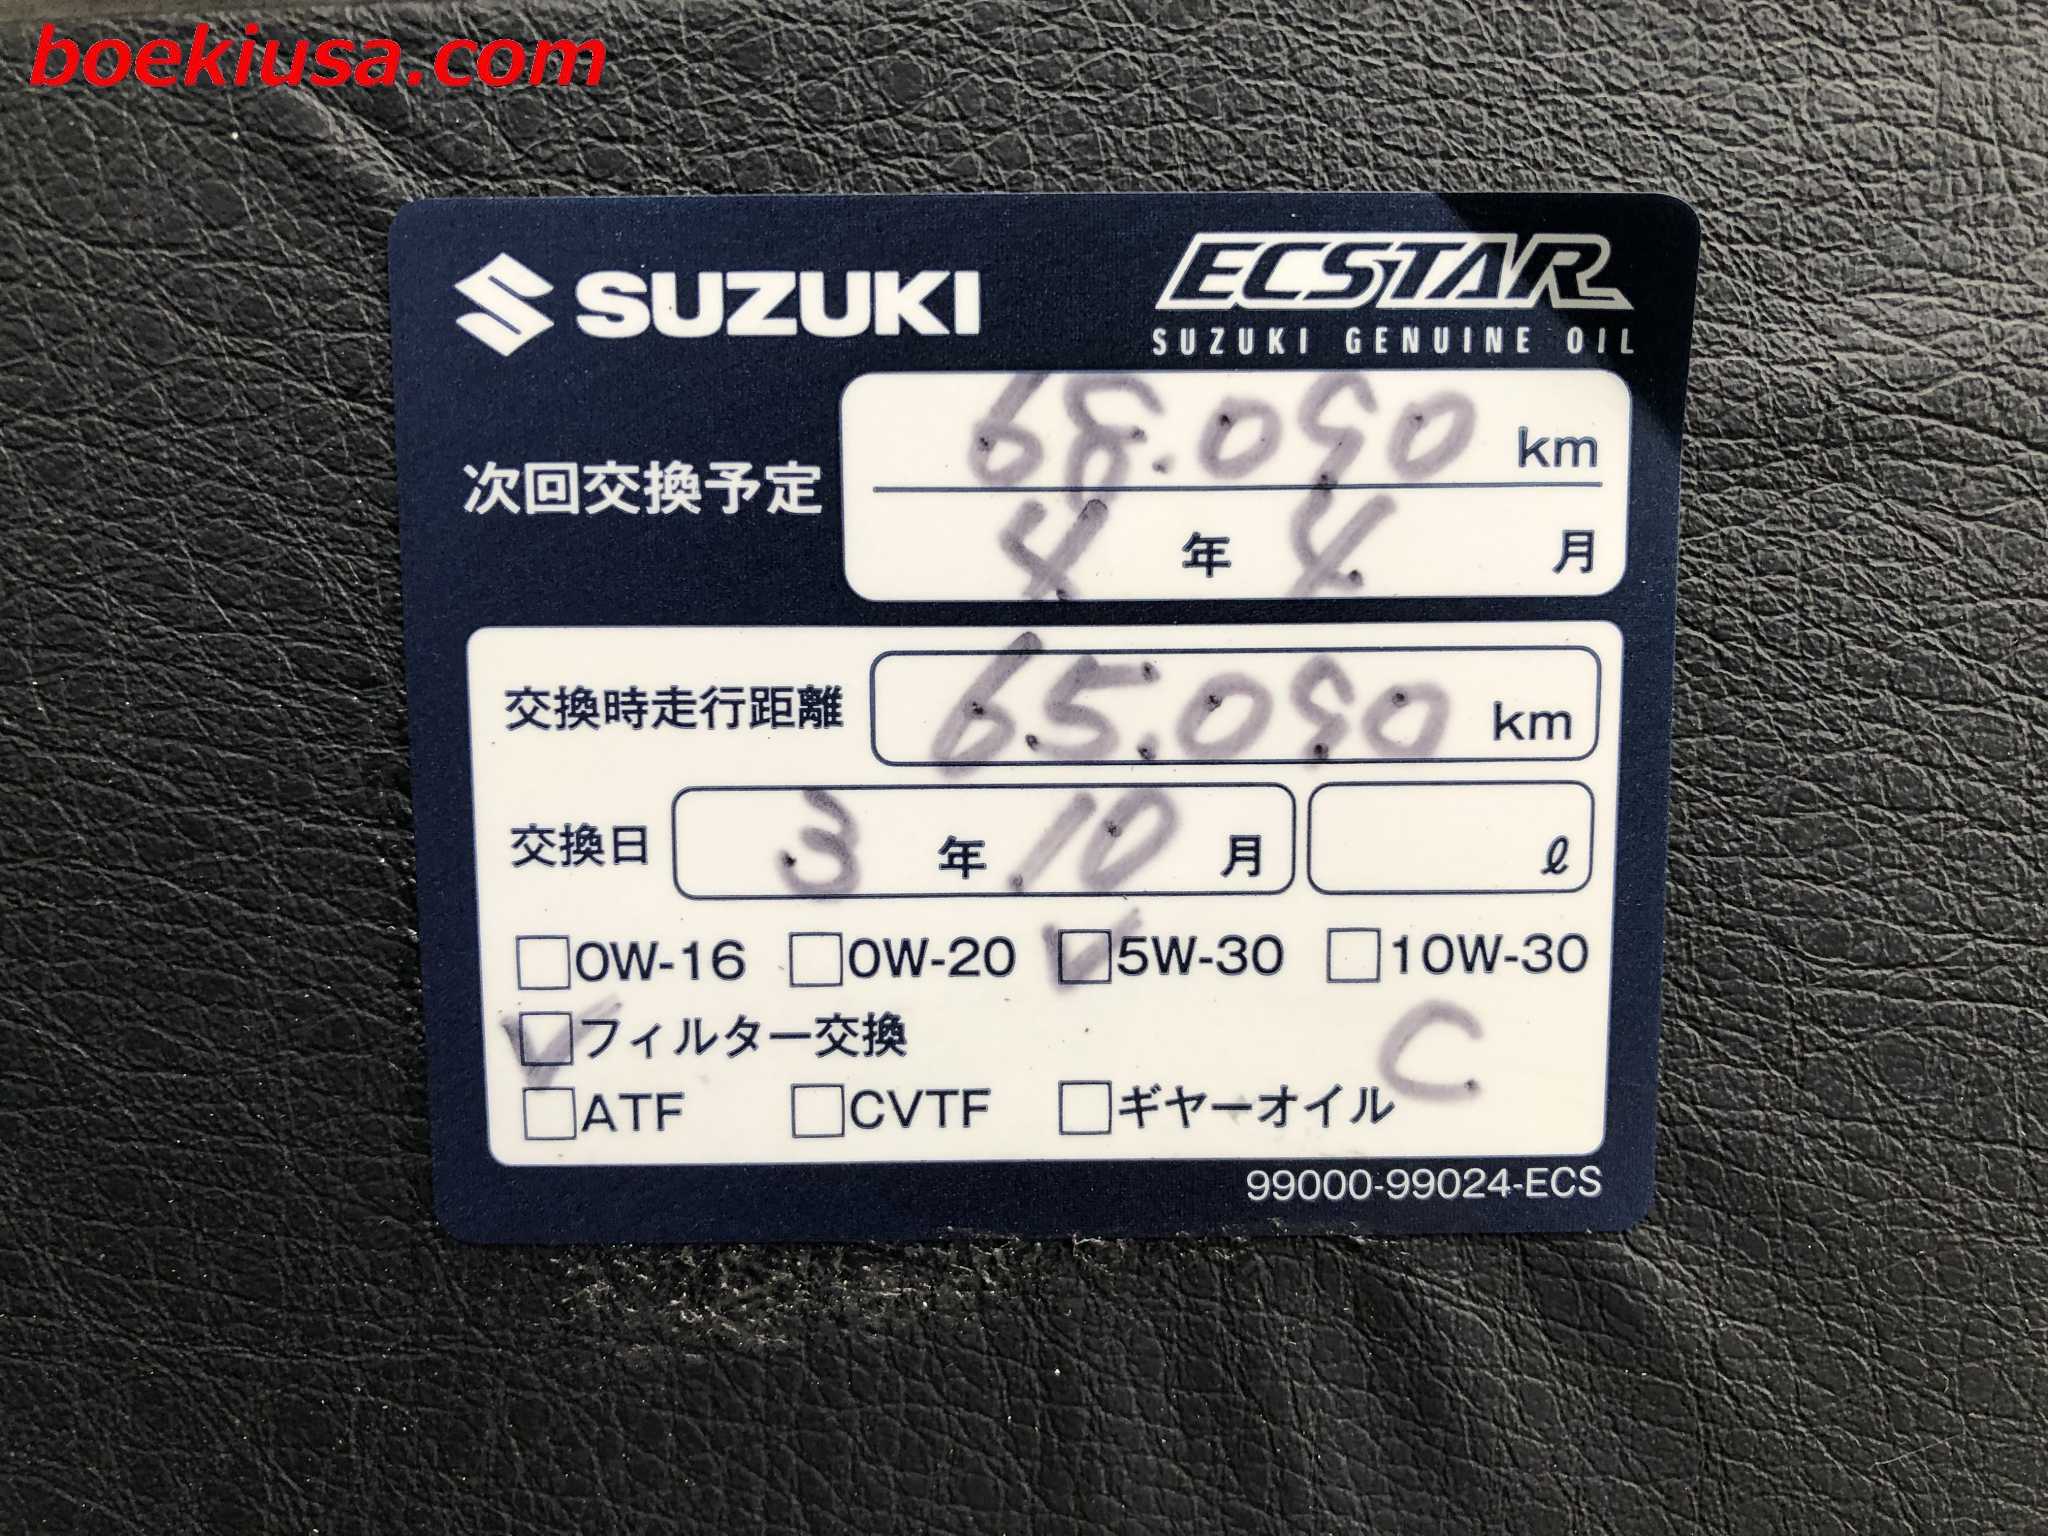 boekiusa.com
SUZUKI ECSTAR
SUZUKI GENUINE OIL
次回交換予定 68.090 km
4 年 4 月
交換時走行距離 65.090 km
交換日 3 年 10 月 ℓ
0W-16 0W-20 5W-30 10W-30
フィルター交換 C
ATF CVTF ギヤーオイル
99000-99024-ECS